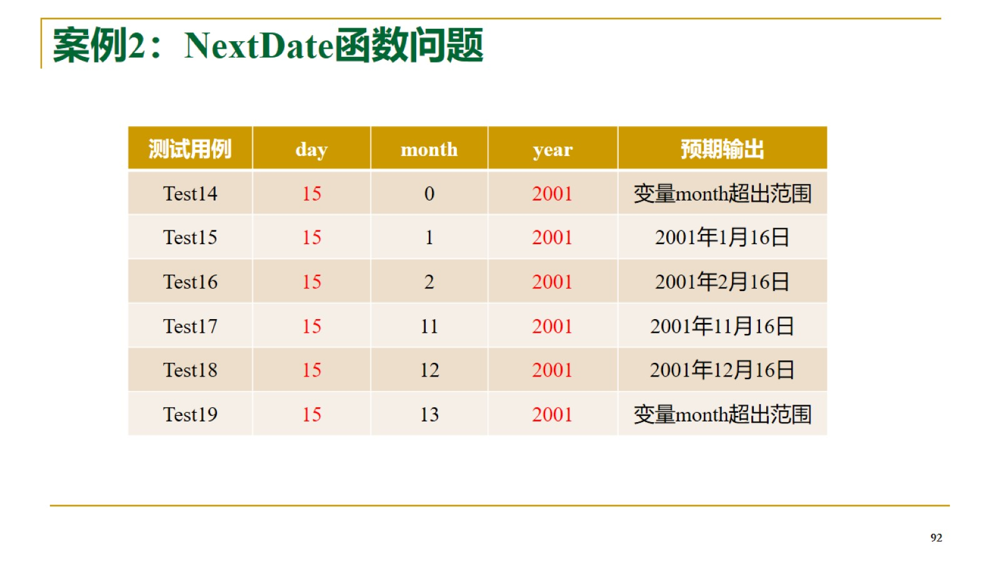 案例2：NextDate函数问题
测试用例 day month year 预期输出
Test14 15 0 2001 变量month超出范围
Test15 15 1 2001 2001年1月16日
Test16 15 2 2001 2001年2月16日
Test17 15 11 2001 2001年11月16日
Test18 15 12 2001 2001年12月16日
Test19 15 13 2001 变量month超出范围
92